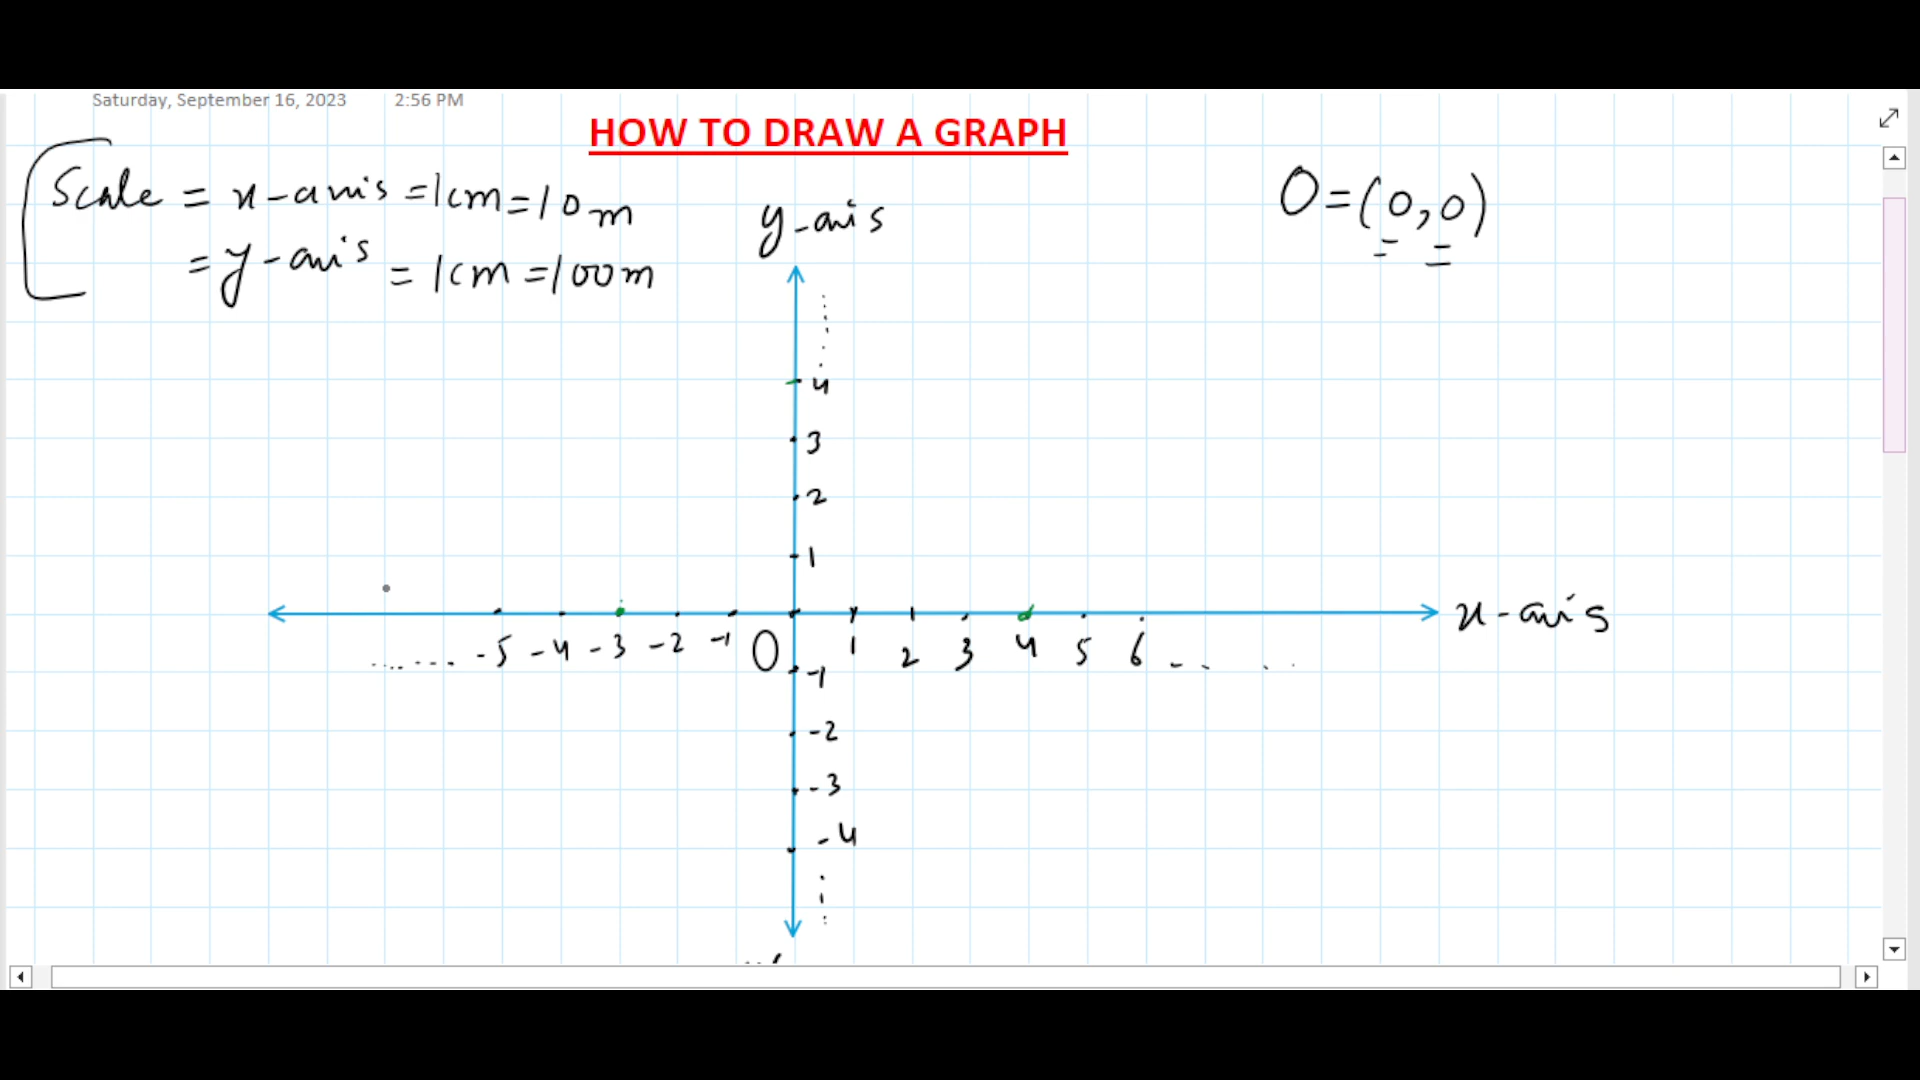 Saturday, September 16, 2023 2:56 PM
HOW TO DRAW A GRAPH
Scale = x-axis = 1cm = 10m
= y-axis = 1cm = 100m
O = (0,0)
y-axis
4
3
2
1
x-axis
-5 -4 -3 -2 -1 O 1 2 3 4 5 6
-1
-2
-3
-4